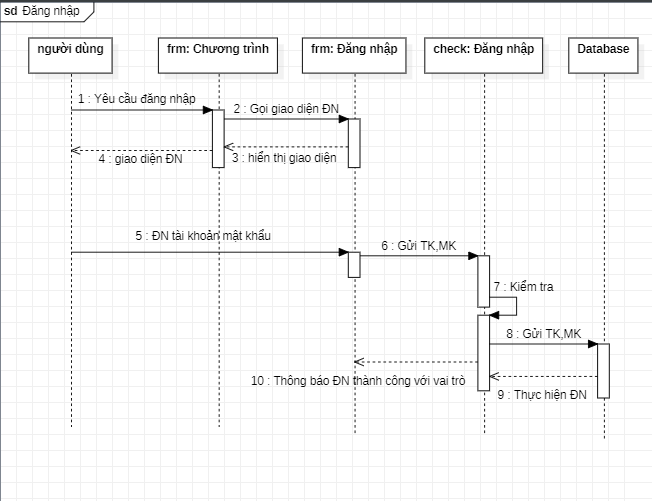 sd Đăng nhập
người dùng
frm: Chương trình
frm: Đăng nhập
check: Đăng nhập
Database
1 : Yêu cầu đăng nhập
2 : Gọi giao diện ĐN
3 : hiển thị giao diện
4 : giao diện ĐN
5 : ĐN tài khoản mật khẩu
6 : Gửi TK,MK
7 : Kiểm tra
8 : Gửi TK,MK
10 : Thông báo ĐN thành công với vai trò
9 : Thực hiện ĐN